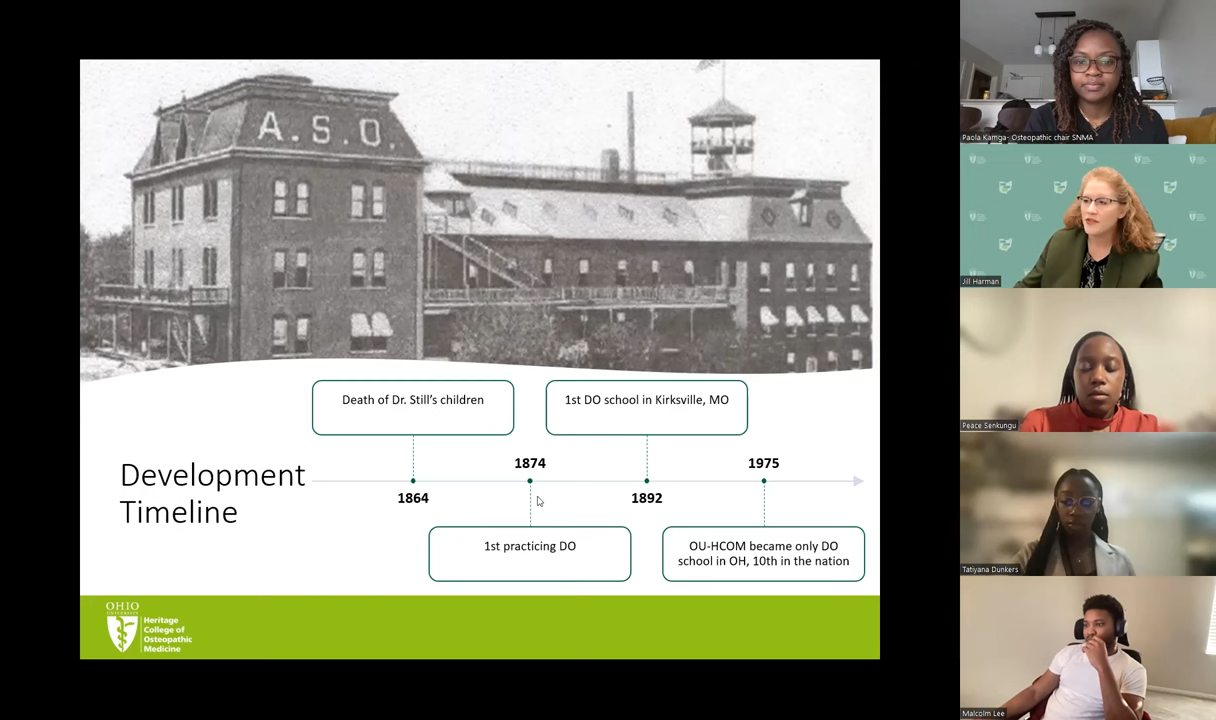 A.S.O.
Death of Dr. Still's children
1st DO school in Kirksville, MO
Development
Timeline
1874
1975
1864
1892
1st practicing DO
OU-HCOM became only DO
school in OH, 10th in the nation
OHIO
UNIVERSITY
Heritage
College of
Osteopathic
Medicine
Paola Kamga- Osteopathic chair SNMA
Jill Harman
Peace Senkungu
Tatiyana Dunkers
Malcolm Lee